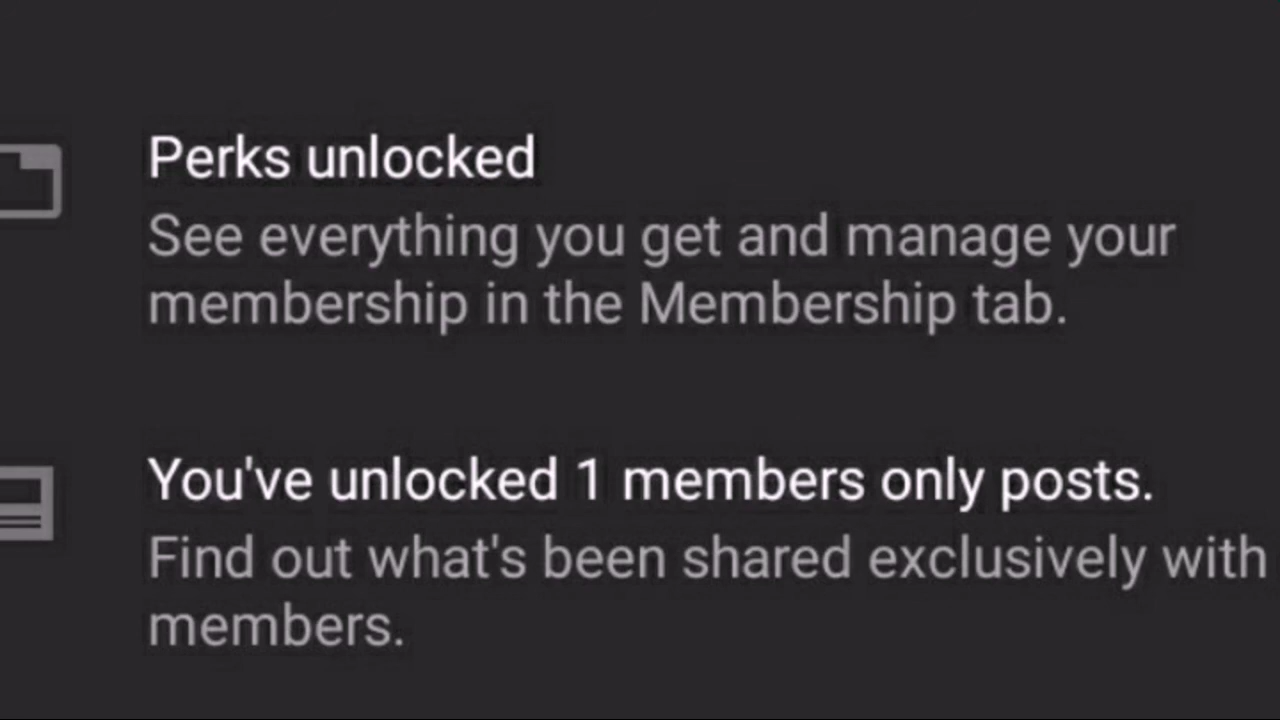 Perks unlocked
See everything you get and manage your
membership in the Membership tab.
You've unlocked 1 members only posts.
Find out what's been shared exclusively with
members.